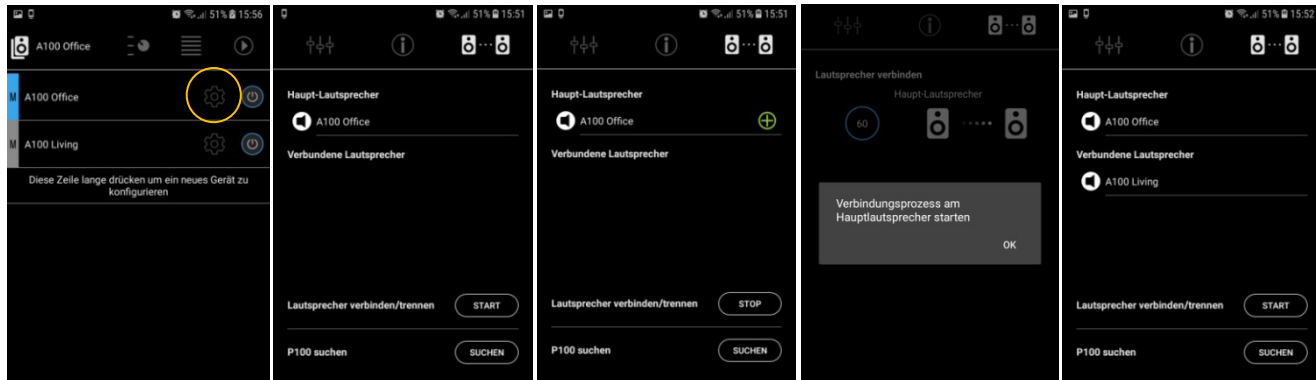 51% 15:56
A100 Office
M A100 Office
M A100 Living
Diese Zeile lange drücken um ein neues Gerät zu
konfigurieren
51% 15:51
Haupt-Lautsprecher
A100 Office
Verbundene Lautsprecher
Lautsprecher verbinden/trennen START
P100 suchen SUCHEN
51% 15:51
Haupt-Lautsprecher
A100 Office
Verbundene Lautsprecher
Lautsprecher verbinden/trennen STOP
P100 suchen SUCHEN
Lautsprecher verbinden
Haupt-Lautsprecher
60
Verbindungsprozess am
Hauptlautsprecher starten
OK
51% 15:52
Haupt-Lautsprecher
A100 Office
Verbundene Lautsprecher
A100 Living
Lautsprecher verbinden/trennen START
P100 suchen SUCHEN